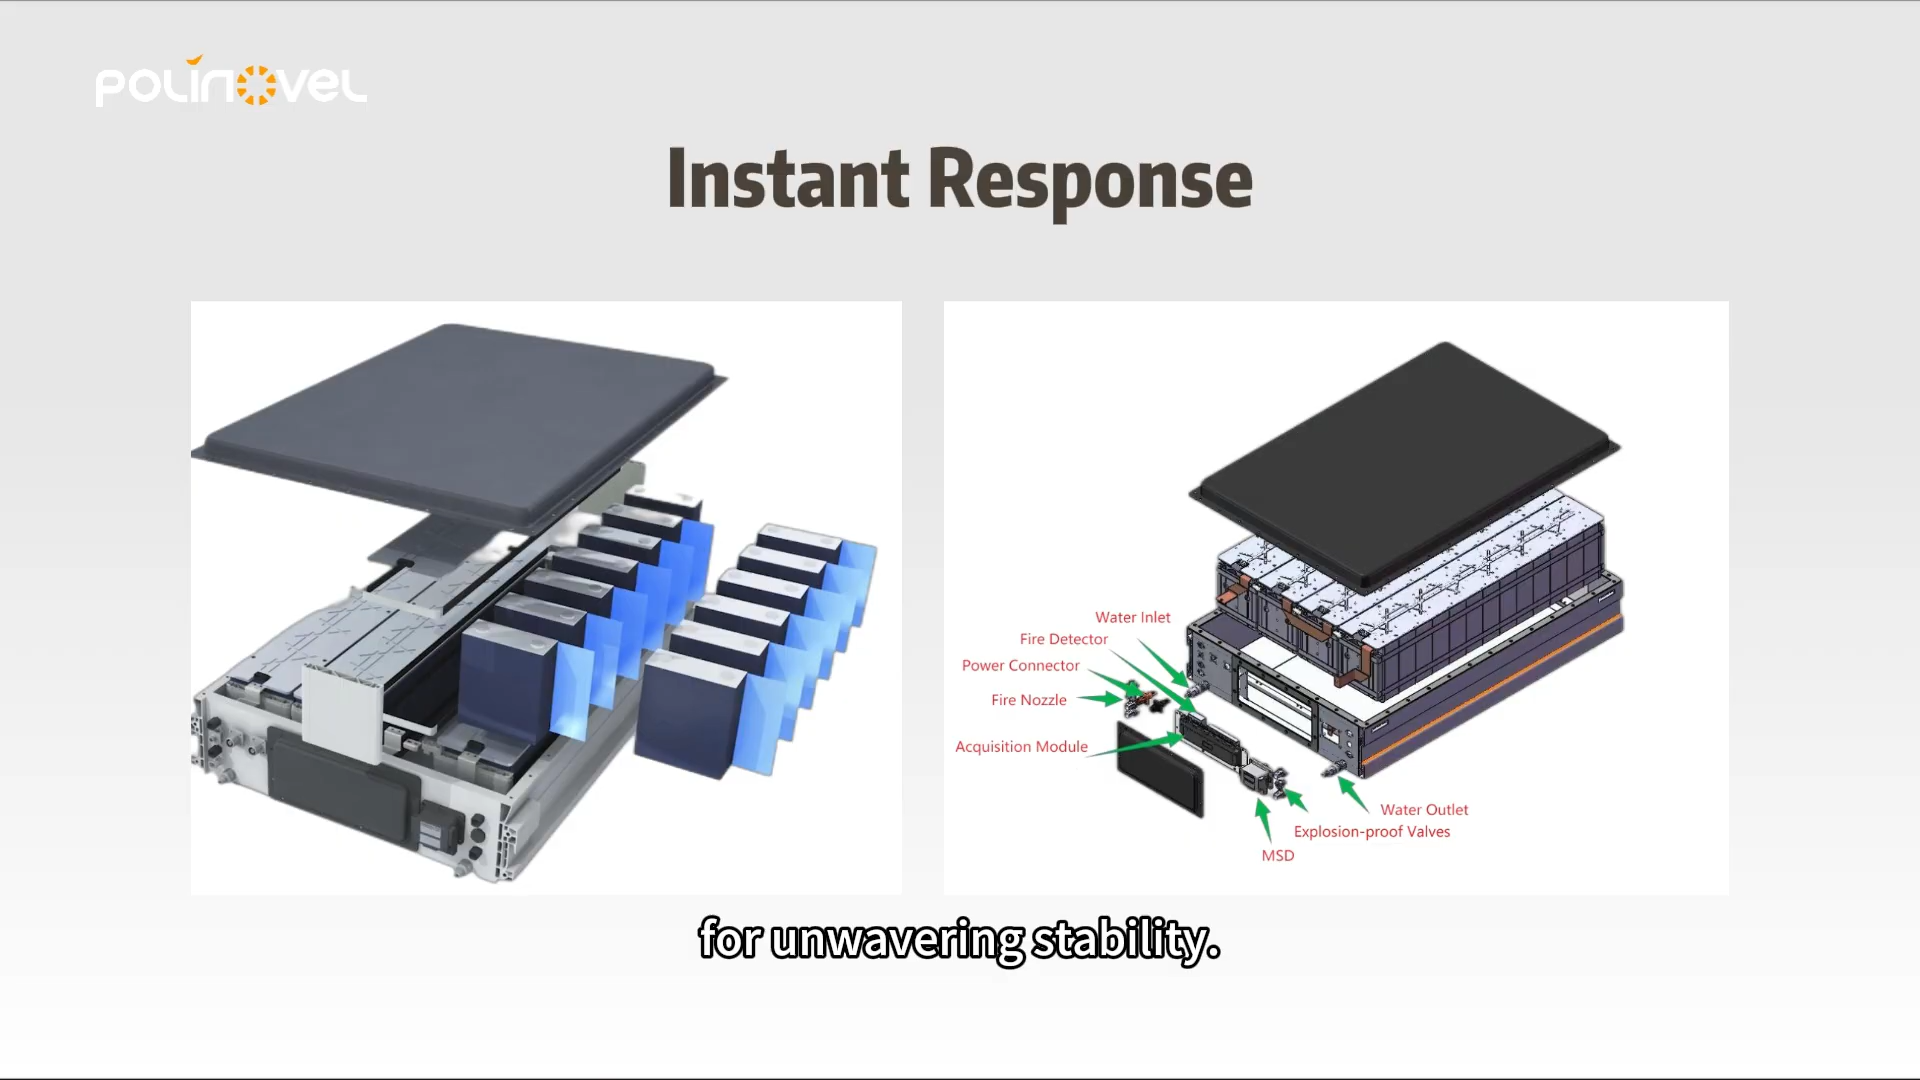 POLINOVEL
Instant Response
Water Inlet
Fire Detector
Power Connector
Fire Nozzle
Acquisition Module
Water Outlet
Explosion-proof Valves
MSD
for unwavering stability.